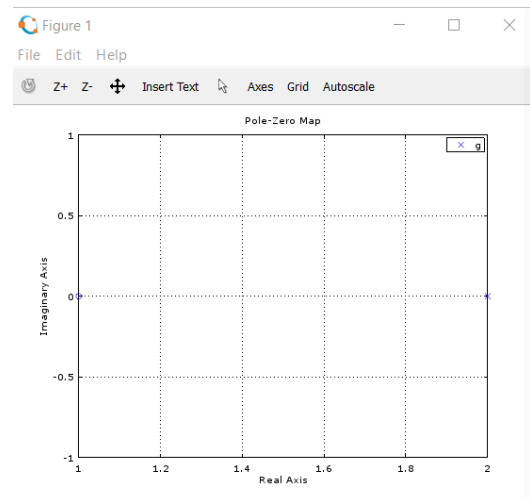 Figure 1
File Edit Help
Z+ Z- Insert Text Axes Grid Autoscale
Pole-Zero Map
g
1
0.5
0
-0.5
-1
Imaginary Axis
1 1.2 1.4 1.6 1.8 2
Real Axis